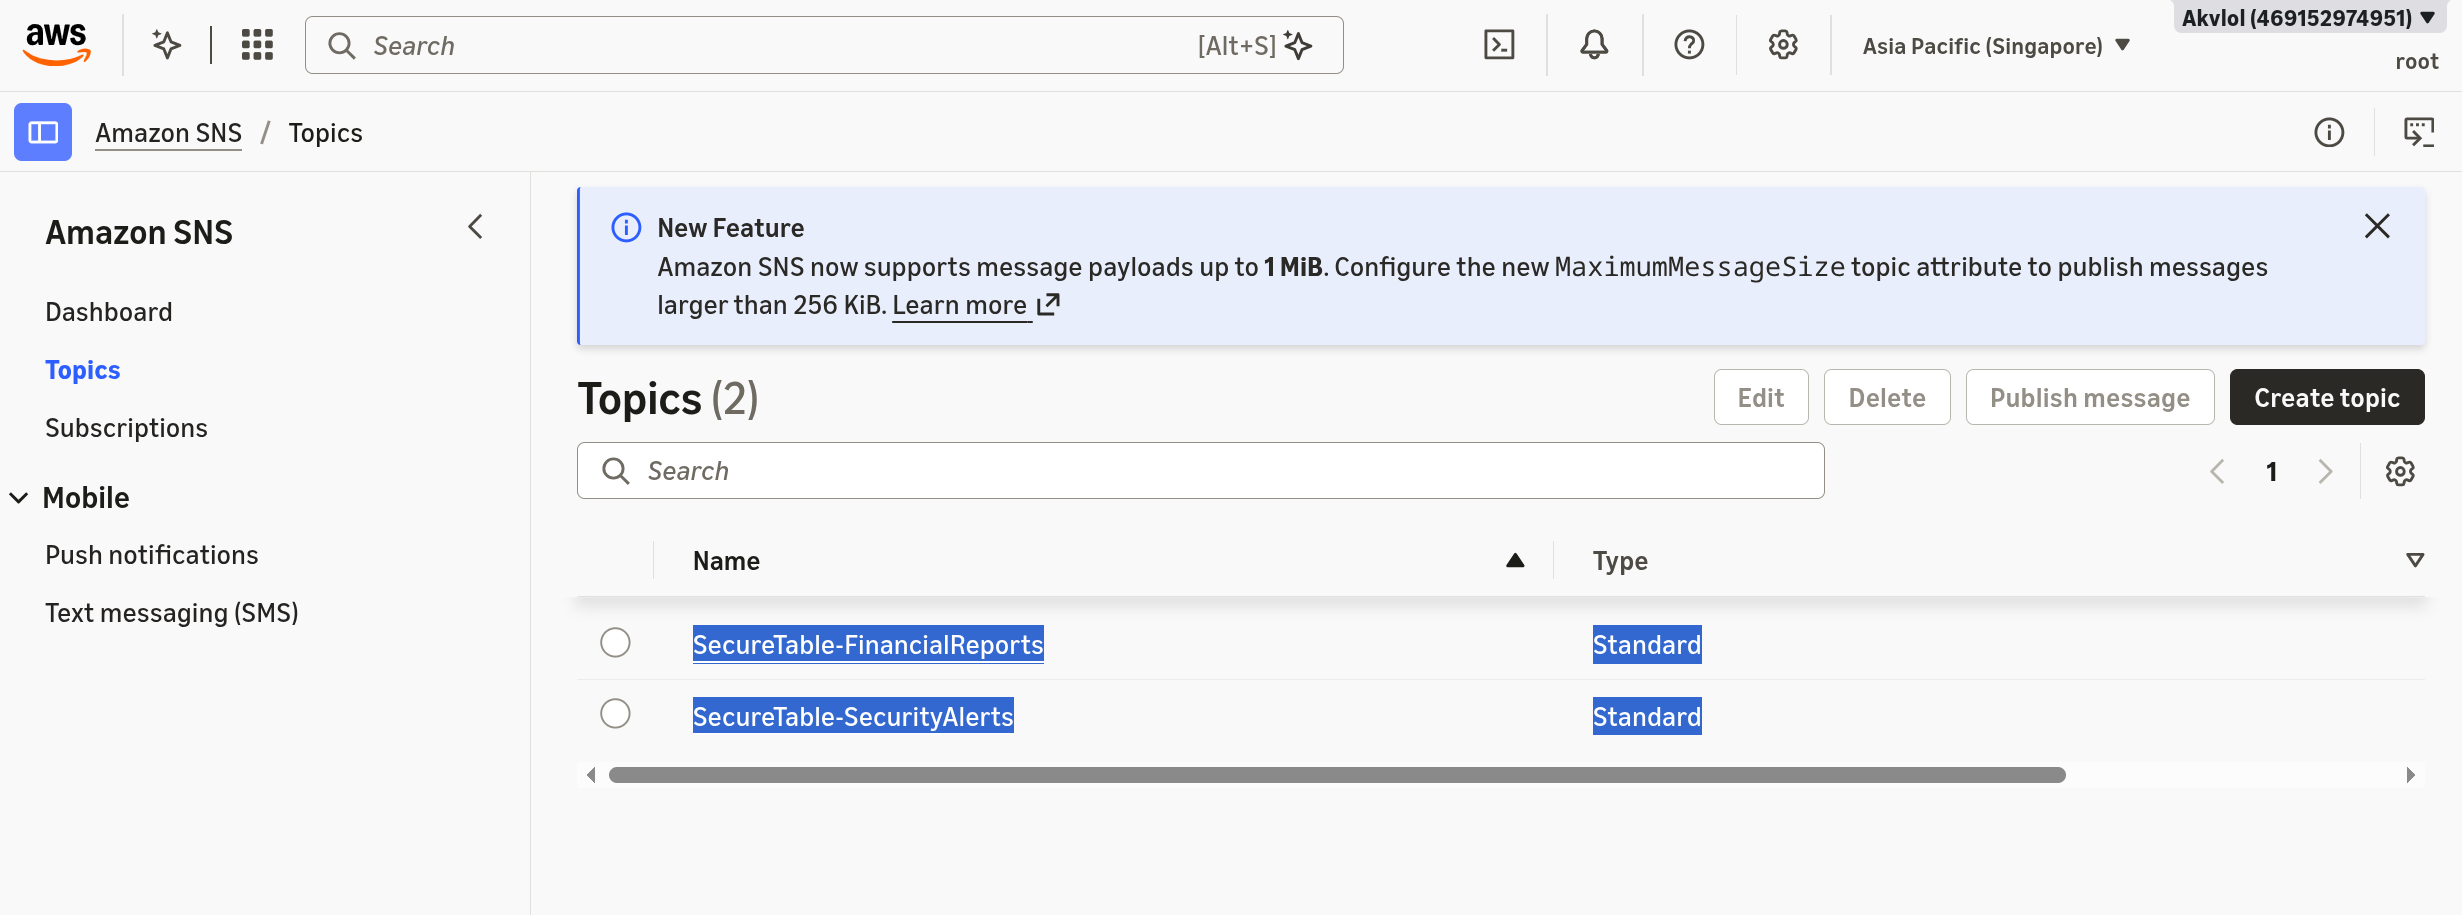 aws
Search
[Alt+S]
Asia Pacific (Singapore)
Akvlol (469152974951)
root
Amazon SNS / Topics
Amazon SNS
Dashboard
Topics
Subscriptions
Mobile
Push notifications
Text messaging (SMS)
New Feature
Amazon SNS now supports message payloads up to 1 MiB. Configure the new MaximumMessageSize topic attribute to publish messages
larger than 256 KiB. Learn more
Topics (2)
Edit
Delete
Publish message
Create topic
Search
1
Name
Type
SecureTable-FinancialReports
Standard
SecureTable-SecurityAlerts
Standard